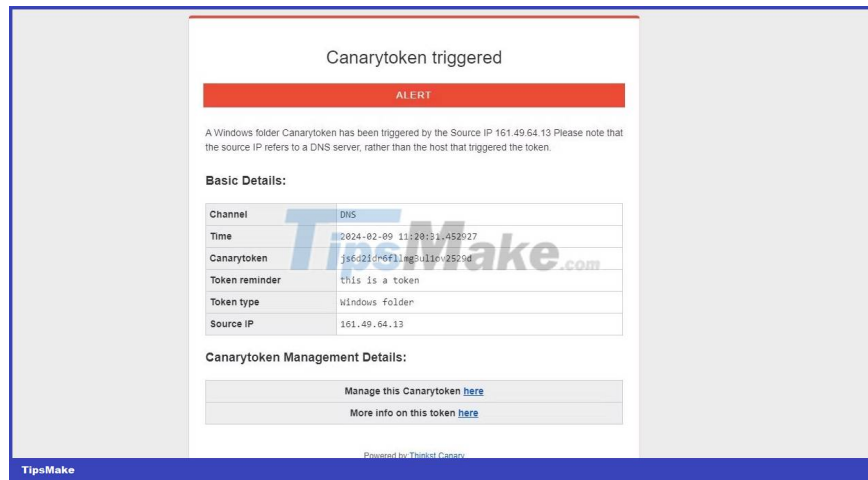 Canarytoken triggered
ALERT
A Windows folder Canarytoken has been triggered by the Source IP 161.49.64.13 Please note that
the source IP refers to a DNS server, rather than the host that triggered the token.
Basic Details:
Channel DNS
Time 2024-02-09 11:20:31.452927
Canarytoken
Token reminder this is a token
Token type Windows folder
Source IP 161.49.64.13
TipsMake.com
Canarytoken Management Details:
Manage this Canarytoken here
More info on this token here
Powered by Thinkst Canary
TipsMake